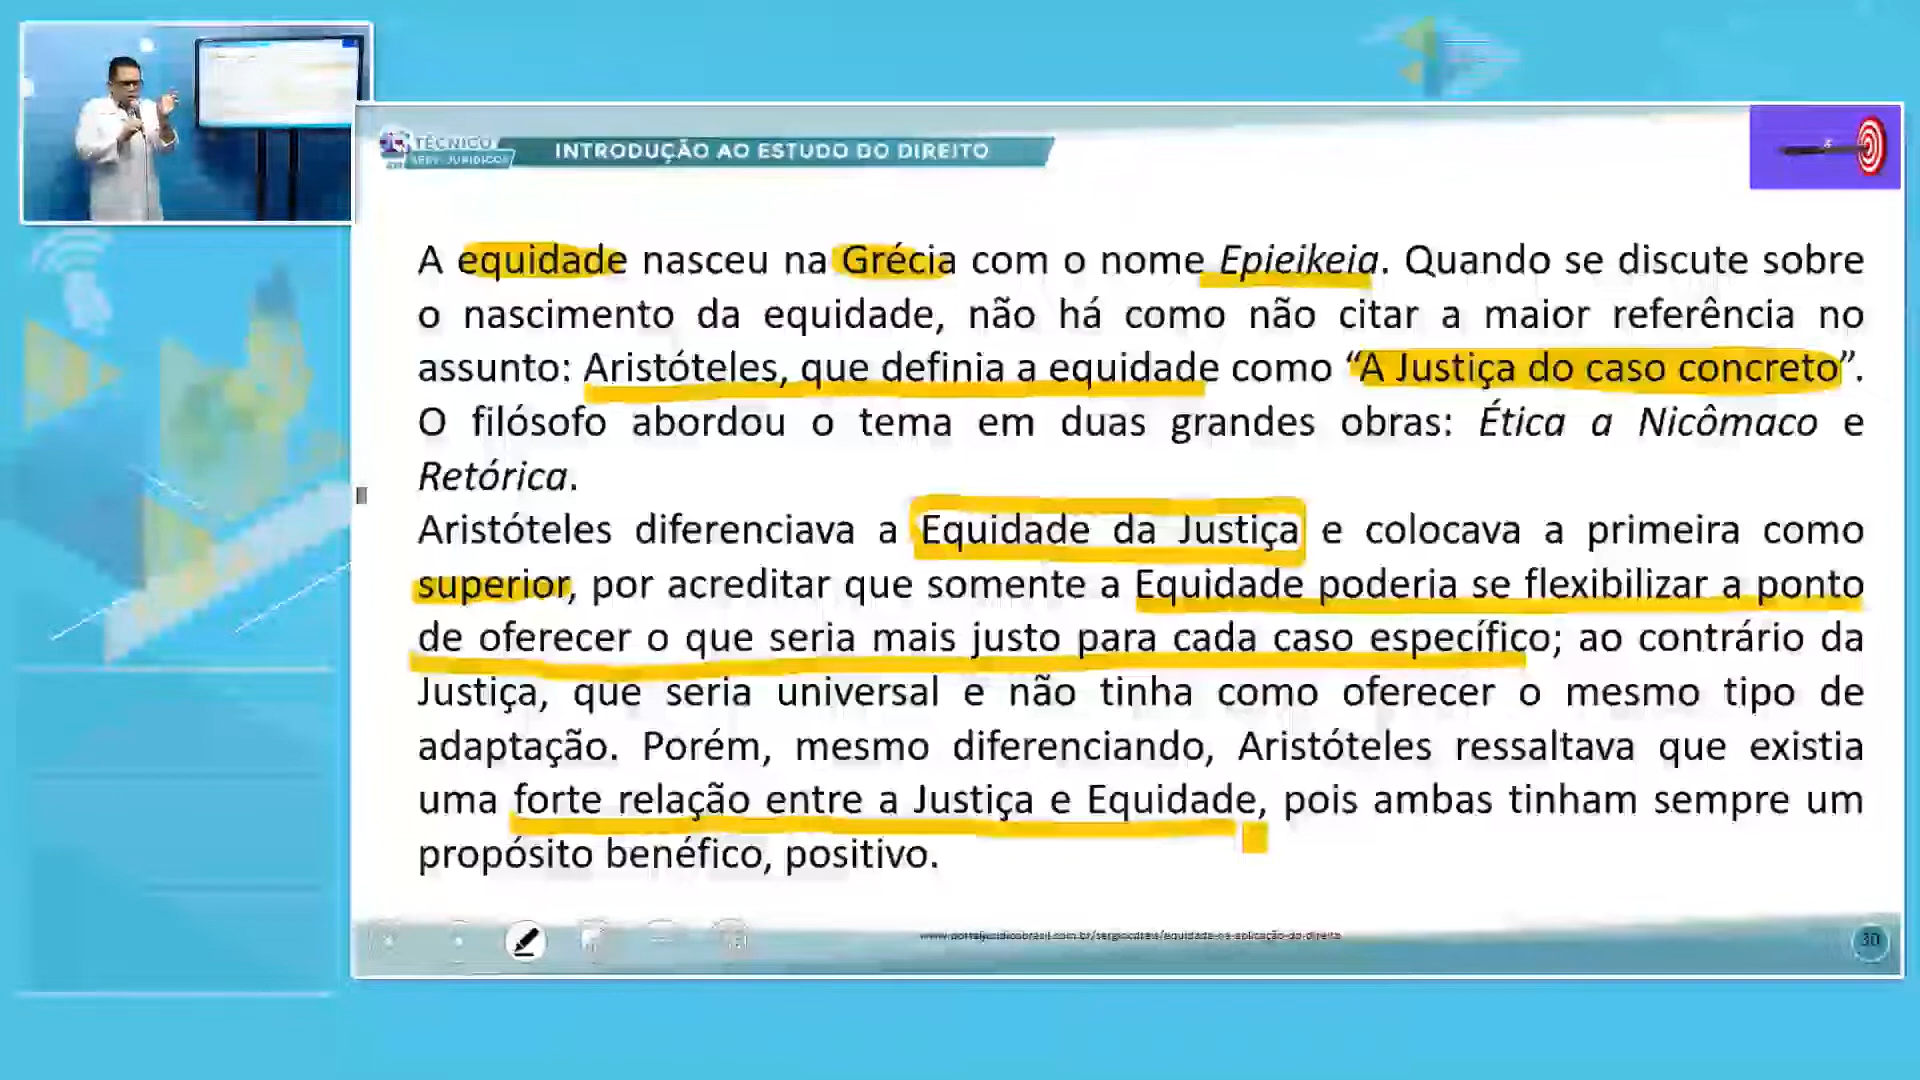 TÉCNICO
SERV. JURÍDICOS
INTRODUÇÃO AO ESTUDO DO DIREITO
A equidade nasceu na Grécia com o nome Epieikeia. Quando se discute sobre
o nascimento da equidade, não há como não citar a maior referência no
assunto: Aristóteles, que definia a equidade como “A Justiça do caso concreto”.
O filósofo abordou o tema em duas grandes obras: Ética a Nicômaco e
Retórica.
Aristóteles diferenciava a Equidade da Justiça e colocava a primeira como
superior, por acreditar que somente a Equidade poderia se flexibilizar a ponto
de oferecer o que seria mais justo para cada caso específico; ao contrário da
Justiça, que seria universal e não tinha como oferecer o mesmo tipo de
adaptação. Porém, mesmo diferenciando, Aristóteles ressaltava que existia
uma forte relação entre a Justiça e Equidade, pois ambas tinham sempre um
propósito benéfico, positivo.
30